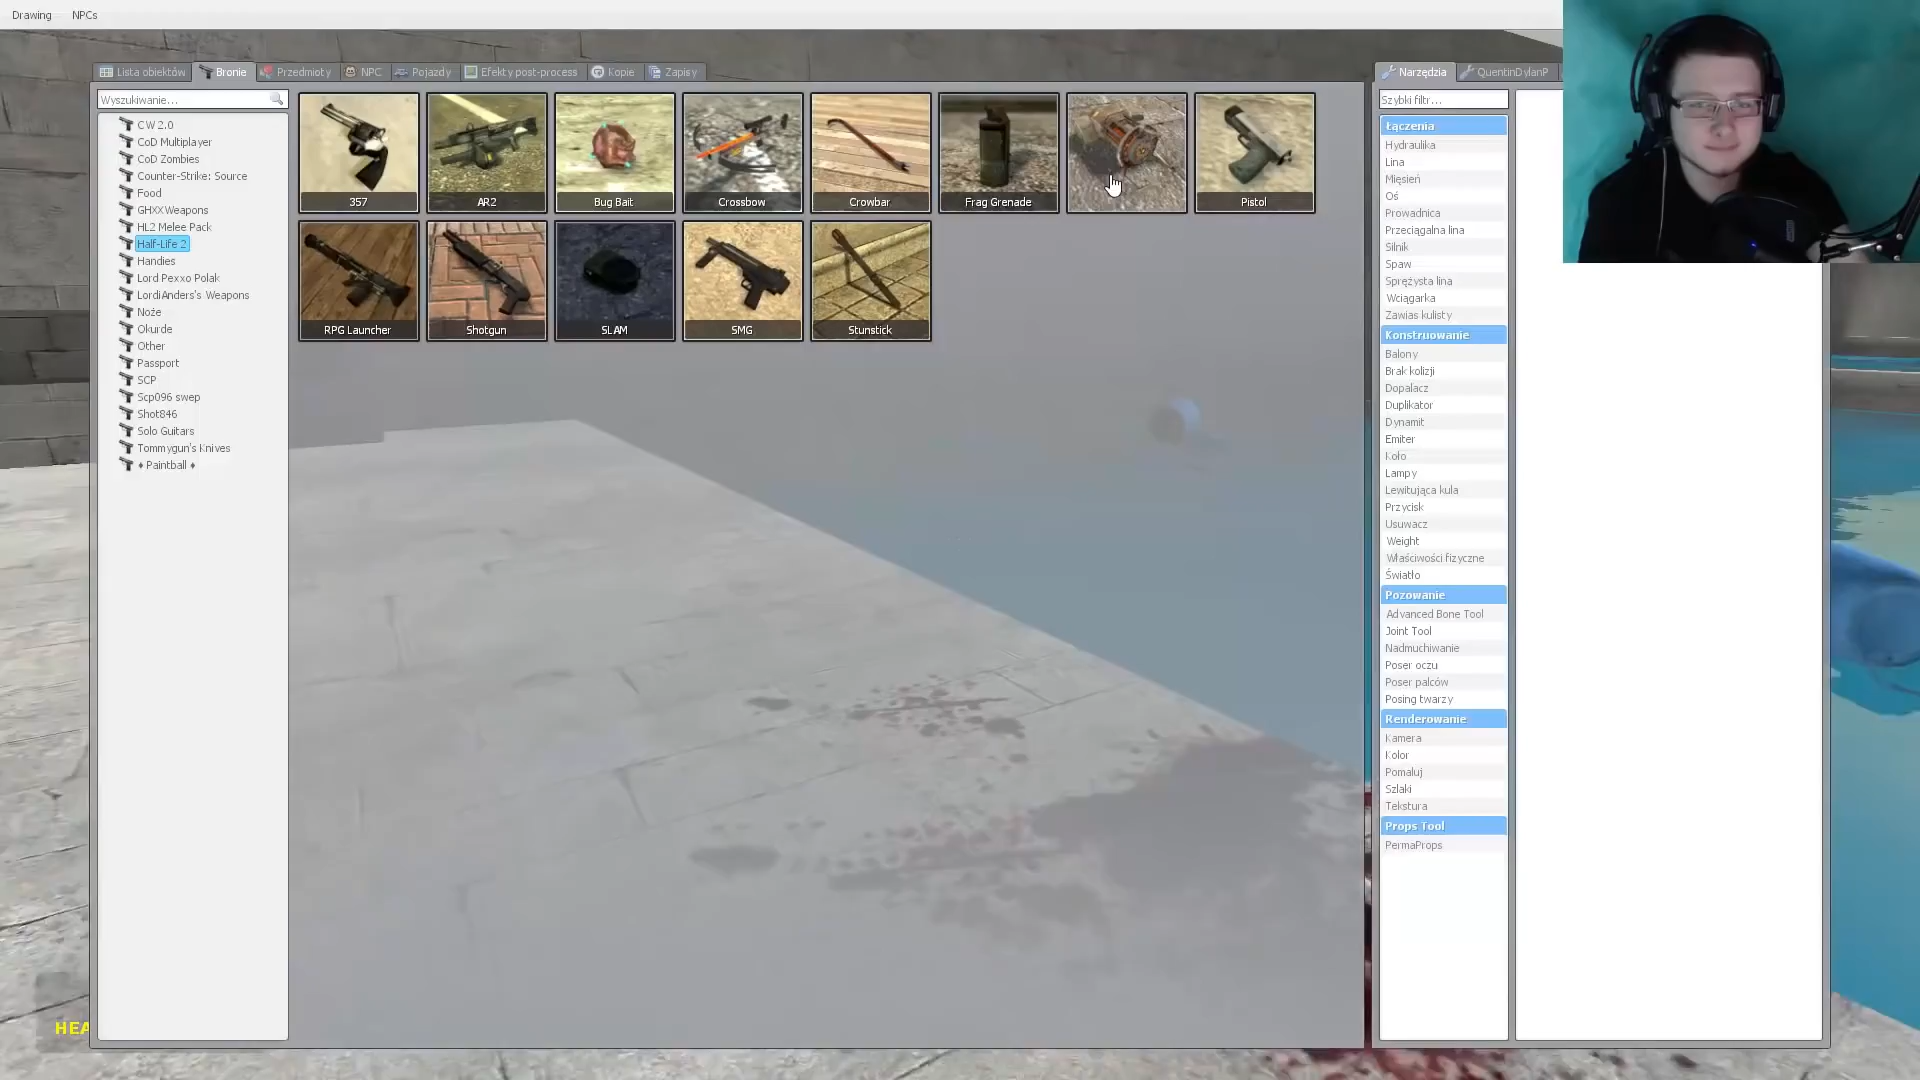 Drawing NPCs
Lista obiektów Bronie Przedmioty NPC Pojazdy Efekty post-process Kopie Zapisy
Narzędzia QuentinDylanP
Wyszukiwanie...
CW 2.0
CoD Multiplayer
CoD Zombies
Counter-Strike: Source
Food
GHXXWeapons
HL2 Melee Pack
Half-Life 2
Handies
Lord Pexxo Polak
LordiAnders's Weapons
Noże
Okurde
Other
Passport
SCP
Scp096 swep
Shot846
Solo Guitars
Tommygun's Knives
♦ Paintball ♦
357 AR2 Bug Bait Crossbow Crowbar Frag Grenade Pistol
RPG Launcher Shotgun SLAM SMG Stunstick
Szybki filtr...
Łączenia
Hydraulika
Lina
Mięsień
Oś
Prowadnica
Przeciągalna lina
Silnik
Spaw
Sprężysta lina
Wciągarka
Zawias kulisty
Konstruowanie
Balony
Brak kolizji
Dopalacz
Duplikator
Dynamit
Emiter
Koło
Lampy
Lewitująca kula
Przycisk
Usuwacz
Weight
Właściwości fizyczne
Światło
Pozowanie
Advanced Bone Tool
Joint Tool
Nadmuchiwanie
Poser oczu
Poser palców
Posing twarzy
Renderowanie
Kamera
Kolor
Pomaluj
Szlaki
Tekstura
Props Tool
PermaProps
HEA